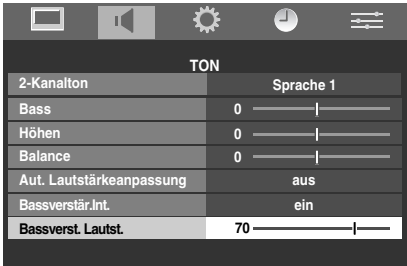 TON
2-Kanalton Sprache 1
Bass 0
Höhen 0
Balance 0
Aut. Lautstärkeanpassung aus
Bassverstär.Int. ein
Bassverst. Lautst. 70